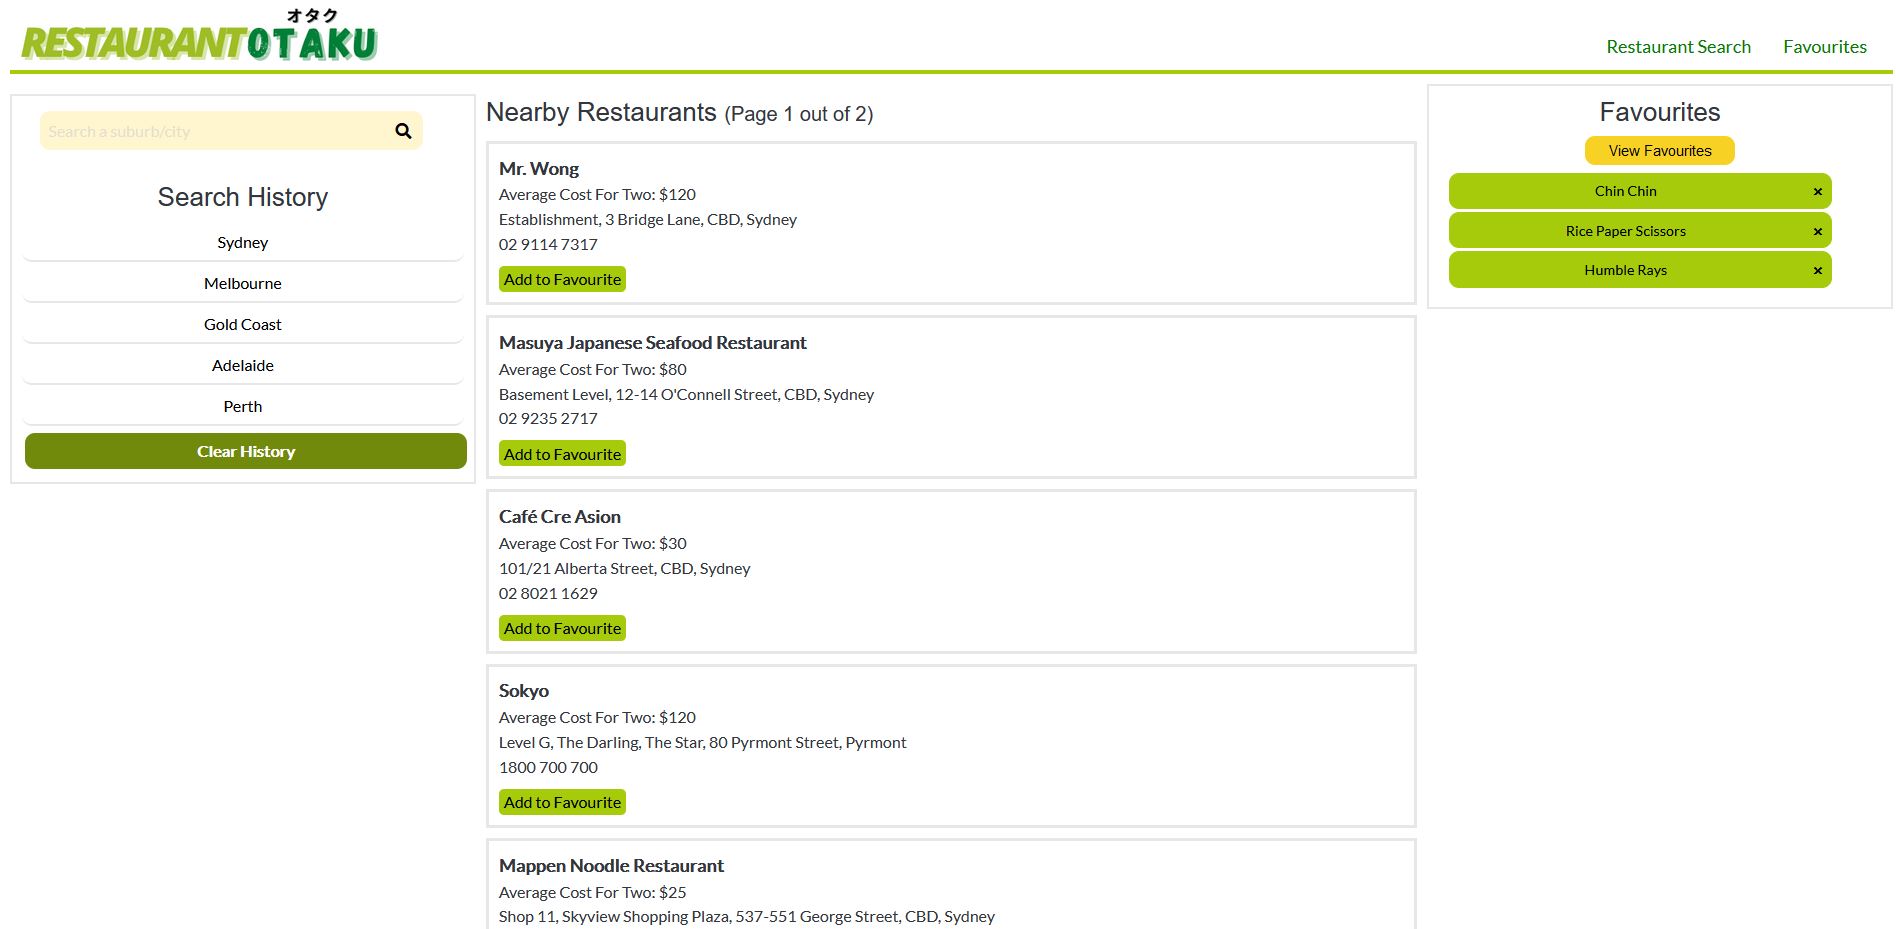 オタク
RESTAURANTOTAKU
Restaurant Search
Favourites
Search a suburb/city
Search History
Sydney
Melbourne
Gold Coast
Adelaide
Perth
Clear History
Nearby Restaurants (Page 1 out of 2)
Mr. Wong
Average Cost For Two: $120
Establishment, 3 Bridge Lane, CBD, Sydney
02 9114 7317
Add to Favourite
Masuya Japanese Seafood Restaurant
Average Cost For Two: $80
Basement Level, 12-14 O'Connell Street, CBD, Sydney
02 9235 2717
Add to Favourite
Café Cre Asion
Average Cost For Two: $30
101/21 Alberta Street, CBD, Sydney
02 8021 1629
Add to Favourite
Sokyo
Average Cost For Two: $120
Level G, The Darling, The Star, 80 Pyrmont Street, Pyrmont
1800 700 700
Add to Favourite
Mappen Noodle Restaurant
Average Cost For Two: $25
Shop 11, Skyview Shopping Plaza, 537-551 George Street, CBD, Sydney
Favourites
View Favourites
Chin Chin ×
Rice Paper Scissors ×
Humble Rays ×